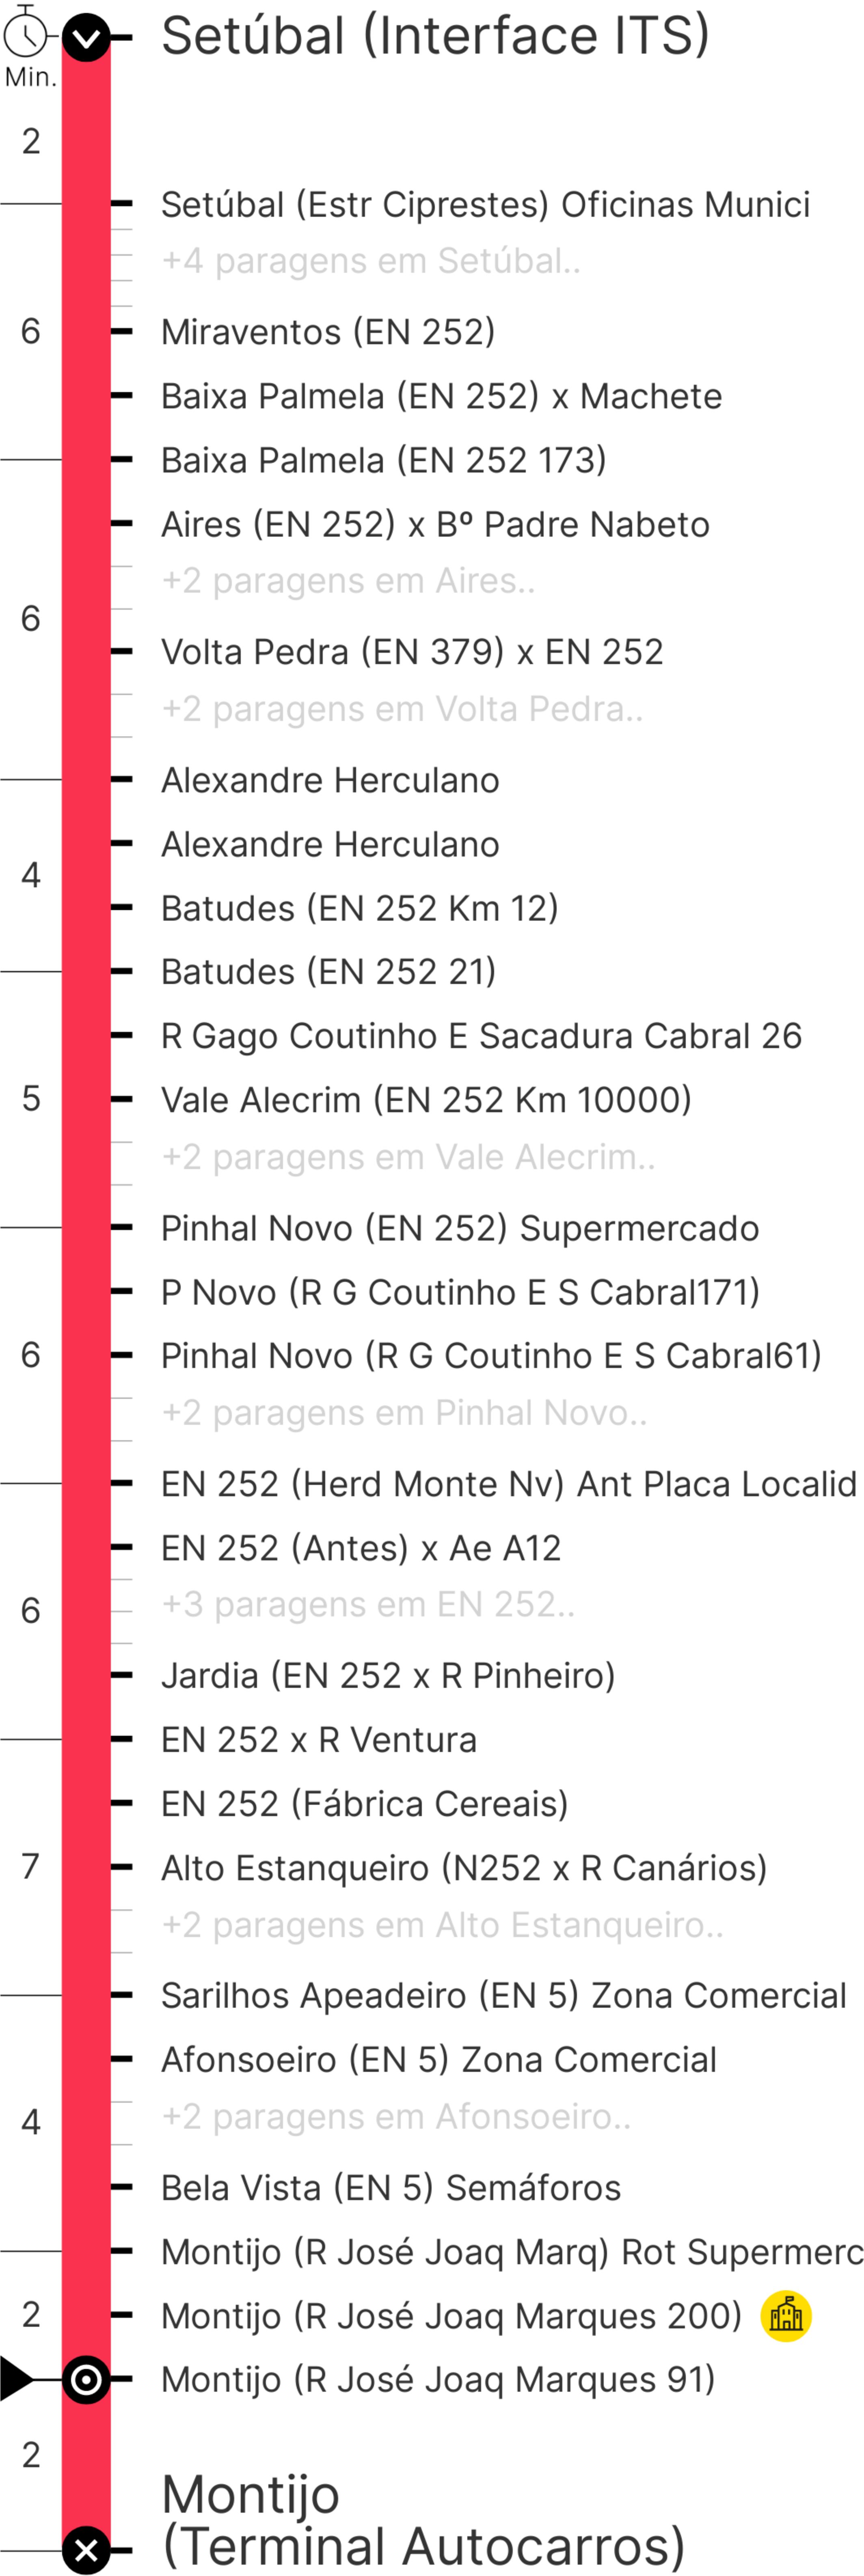 Setúbal (Interface ITS)
Min.
2
Setúbal (Estr Ciprestes) Oficinas Munici
+4 paragens em Setúbal..
6
Miraventos (EN 252)
Baixa Palmela (EN 252) x Machete
Baixa Palmela (EN 252 173)
Aires (EN 252) x Bº Padre Nabeto
+2 paragens em Aires..
6
Volta Pedra (EN 379) x EN 252
+2 paragens em Volta Pedra..
Alexandre Herculano
Alexandre Herculano
4
Batudes (EN 252 Km 12)
Batudes (EN 252 21)
R Gago Coutinho E Sacadura Cabral 26
5
Vale Alecrim (EN 252 Km 10000)
+2 paragens em Vale Alecrim..
Pinhal Novo (EN 252) Supermercado
P Novo (R G Coutinho E S Cabral171)
6
Pinhal Novo (R G Coutinho E S Cabral61)
+2 paragens em Pinhal Novo..
EN 252 (Herd Monte Nv) Ant Placa Localid
EN 252 (Antes) x Ae A12
+3 paragens em EN 252..
6
Jardia (EN 252 x R Pinheiro)
EN 252 x R Ventura
EN 252 (Fábrica Cereais)
7
Alto Estanqueiro (N252 x R Canários)
+2 paragens em Alto Estanqueiro..
Sarilhos Apeadeiro (EN 5) Zona Comercial
Afonsoeiro (EN 5) Zona Comercial
+2 paragens em Afonsoeiro..
4
Bela Vista (EN 5) Semáforos
Montijo (R José Joaq Marq) Rot Supermerc
2
Montijo (R José Joaq Marques 200)
Montijo (R José Joaq Marques 91)
2
Montijo
(Terminal Autocarros)